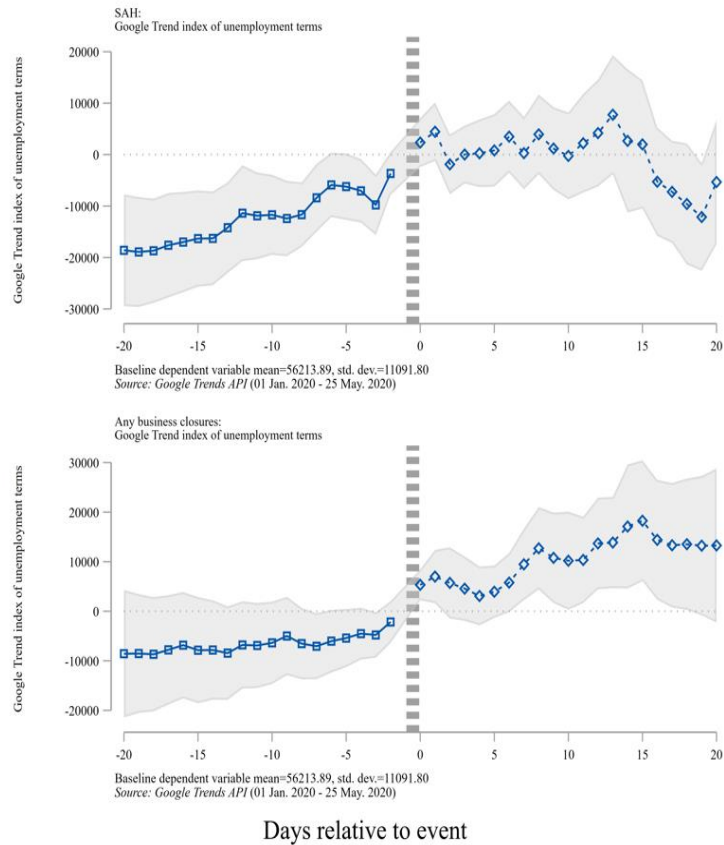 SAH:
Google Trend index of unemployment terms
Google Trend index of unemployment terms
20000
10000
0
-10000
-20000
-30000
-20 -15 -10 -5 0 5 10 15 20
Baseline dependent variable mean=56213.89, std. dev.=11091.80
Source: Google Trends API (01 Jan. 2020 - 25 May. 2020)
Any business closures:
Google Trend index of unemployment terms
Google Trend index of unemployment terms
30000
20000
10000
0
-10000
-20000
-20 -15 -10 -5 0 5 10 15 20
Baseline dependent variable mean=56213.89, std. dev.=11091.80
Source: Google Trends API (01 Jan. 2020 - 25 May. 2020)
Days relative to event